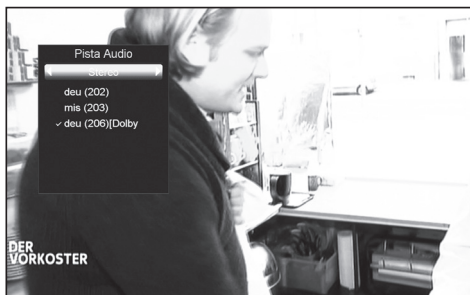 Pista Audio
Stereo
deu (202)
mis (203)
deu (206)[Dolby
DER
VORKOSTER